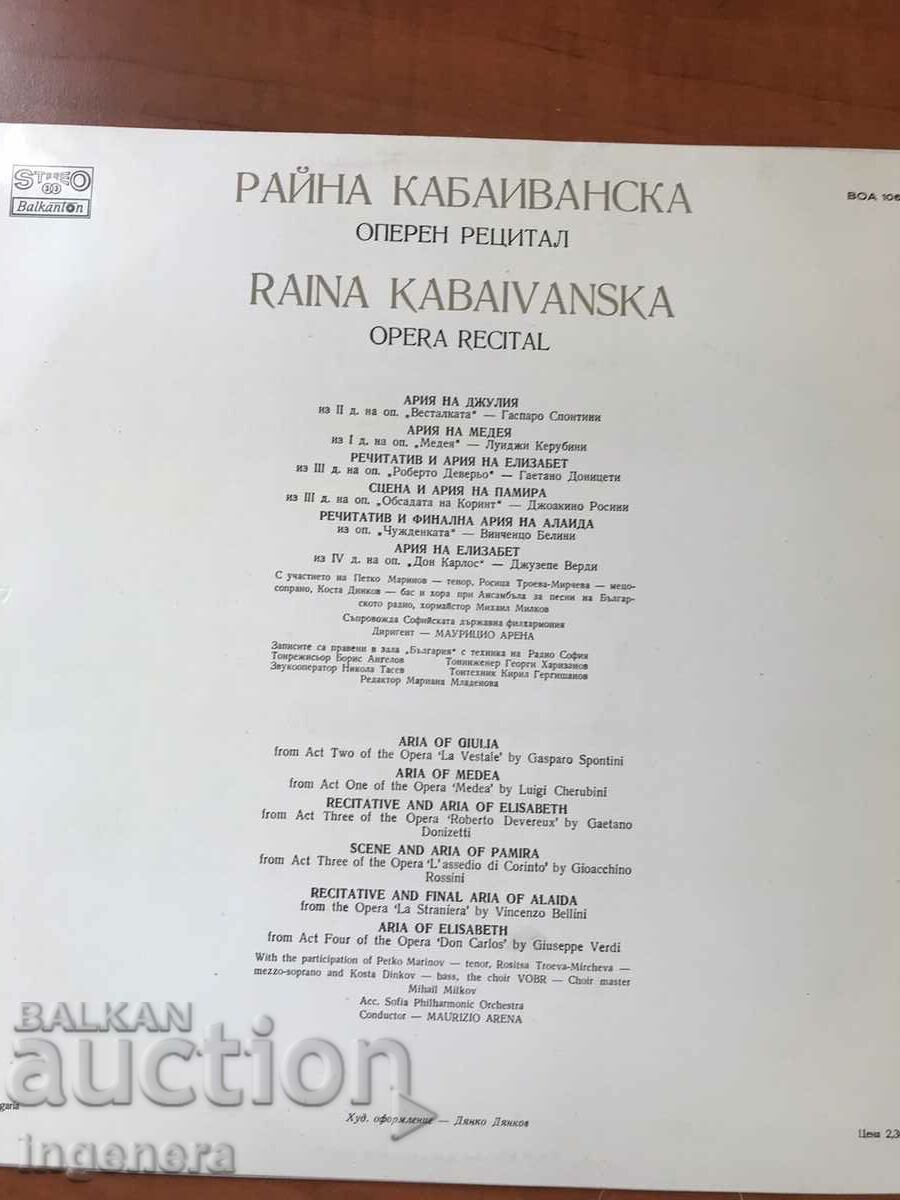 STEREO
Balkanton
РАЙНА КАБАИВАНСКА
ВОА 106
ОПЕРЕН РЕЦИТАЛ
RAINA KABAIVANSKA
OPERA RECITAL
АРИЯ НА ДЖУЛИЯ
из II д. на оп. „Весталката“ — Гаспаро Спонтини
АРИЯ НА МЕДЕЯ
из I д. на оп. „Медея“ — Луиджи Керубини
РЕЧИТАТИВ И АРИЯ НА ЕЛИЗАБЕТ
из III д. на оп. „Роберто Деверьо“ — Гаетано Доницети
СЦЕНА И АРИЯ НА ПАМИРА
из III д. на оп. „Обсадата на Коринт“ — Джоакино Росини
РЕЧИТАТИВ И ФИНАЛНА АРИЯ НА АЛАИДА
из оп. „Чужденката“ — Винченцо Белини
АРИЯ НА ЕЛИЗАБЕТ
из IV д. на оп. „Дон Карлос“ — Джузепе Верди
С участието на Петко Маринов — тенор, Росица Троева-Мирчева — мецо-
сопрано, Коста Динков — бас и хора при Ансамбъла за песни на Българ-
ското радио, хормайстор Михаил Милков
Съпровожда Софийската държавна филхармония
Диригент — МАУРИЦИО АРЕНА
Записите са правени в зала „България“ с техника на Радио София
Тонрежисьор Борис Ангелов Тонинженер Георги Харизанов
Звукооператор Никола Тасев Тонтехник Кирил Гергишанов
Редактор Мариана Младенова
ARIA OF GIULIA
from Act Two of the Opera 'La Vestale' by Gasparo Spontini
ARIA OF MEDEA
from Act One of the Opera 'Medea' by Luigi Cherubini
RECITATIVE AND ARIA OF ELISABETH
from Act Three of the Opera 'Roberto Devereux' by Gaetano
Donizetti
SCENE AND ARIA OF PAMIRA
from Act Three of the Opera 'L'assedio di Corinto' by Gioacchino
Rossini
RECITATIVE AND FINAL ARIA OF ALAIDA
from the Opera 'La Straniera' by Vincenzo Bellini
ARIA OF ELISABETH
from Act Four of the Opera 'Don Carlos' by Giuseppe Verdi
With the participation of Petko Marinov — tenor, Rositsa Troeva-Mircheva —
mezzo-soprano and Kosta Dinkov — bass, the choir VOBR — Choir master
Mihail Milkov
Acc. Sofia Philharmonic Orchestra
Conductor — MAURIZIO ARENA
BALKAN
auction
garia
Худ. оформление — Дянко Дянков
Цена 2,3
ingenera